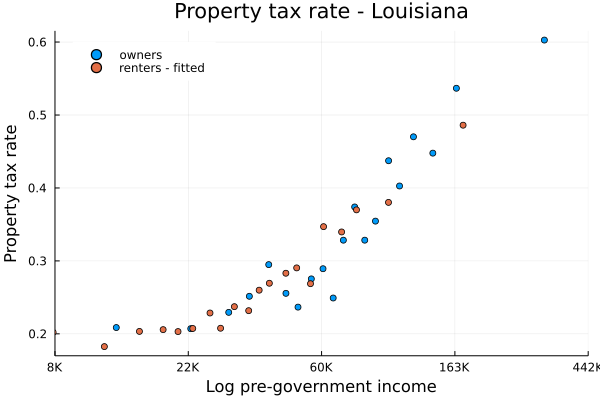 Property tax rate - Louisiana
owners
renters - fitted
Property tax rate
0.6
0.5
0.4
0.3
0.2
8K 22K 60K 163K 442K
Log pre-government income